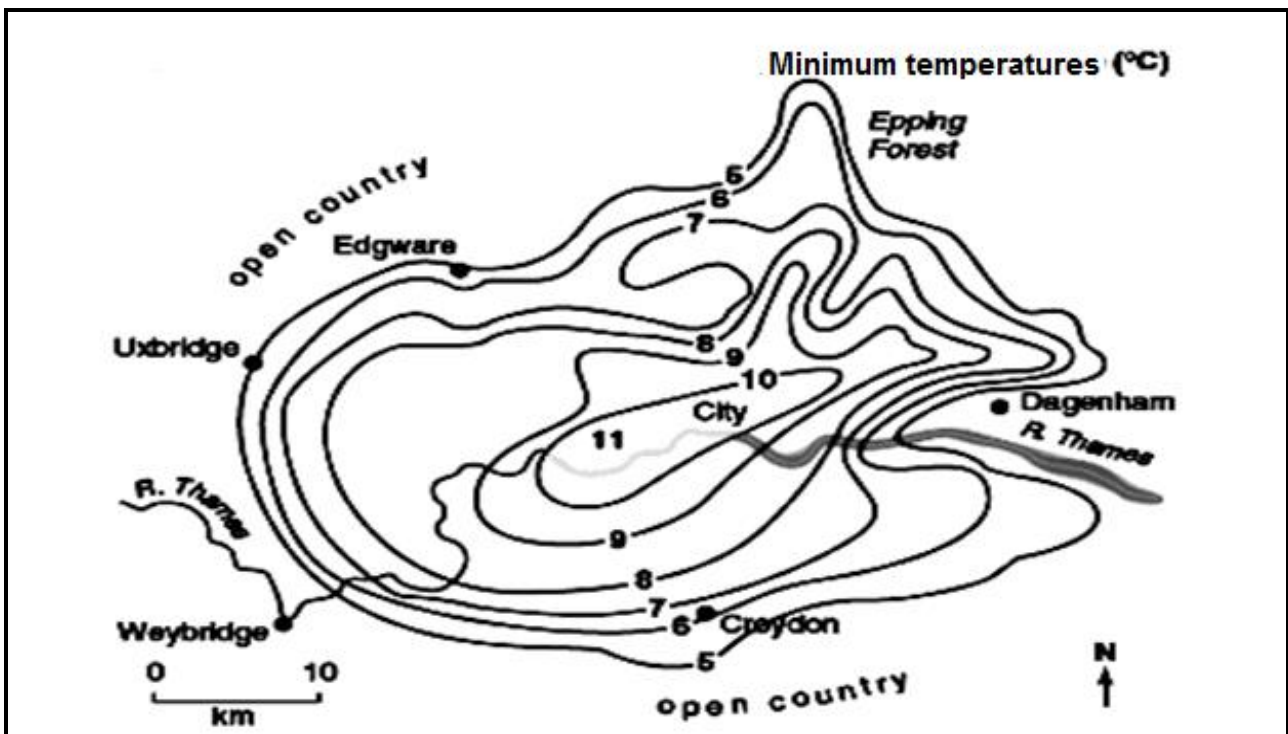 Minimum temperatures (°C)
Epping
Forest
open country
5
6
7
Edgware
Uxbridge
8
9
10
City
Dagenham
11
R. Thames
R. Thames
9
8
7
6
Croydon
Weybridge
5
0 10
km
open country
N